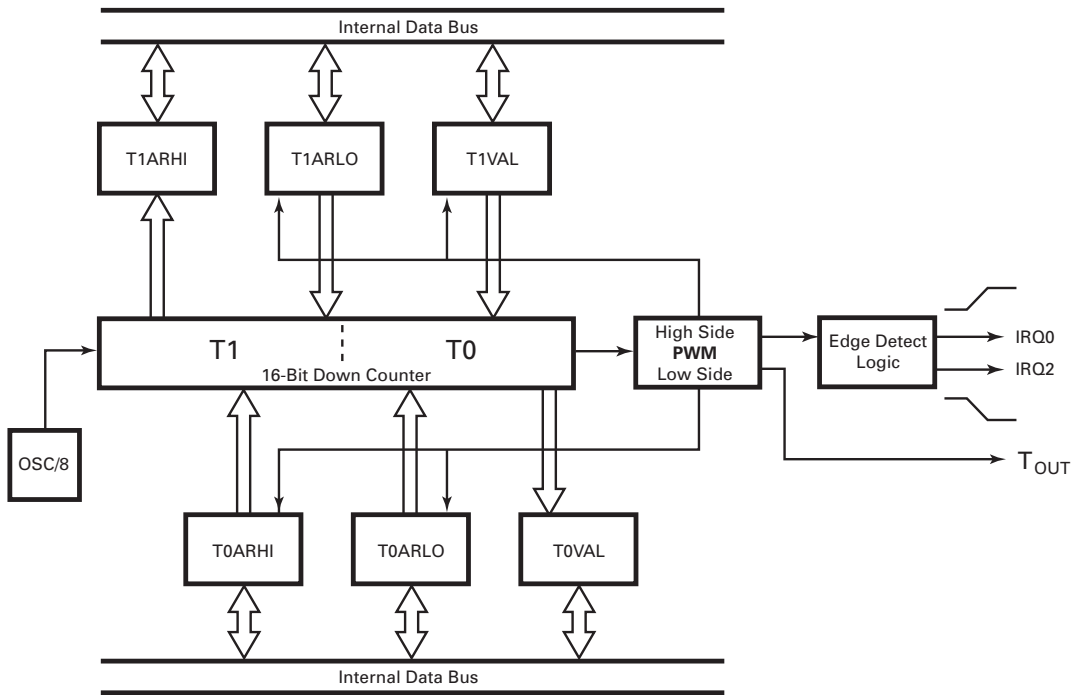 Internal Data Bus
T1ARHI
T1ARLO
T1VAL
T1
T0
16-Bit Down Counter
High Side
PWM
Low Side
Edge Detect
Logic
IRQ0
IRQ2
OSC/8
TOUT
T0ARHI
T0ARLO
T0VAL
Internal Data Bus